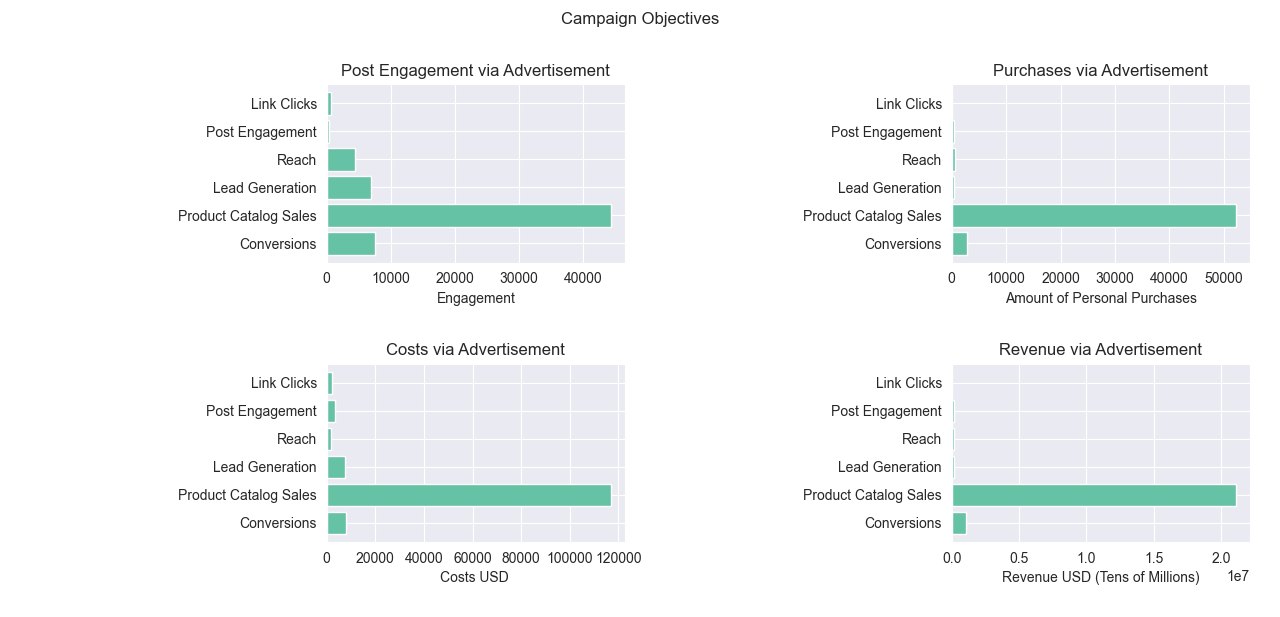 Campaign Objectives
Post Engagement via Advertisement
Link Clicks
Post Engagement
Reach
Lead Generation
Product Catalog Sales
Conversions
0 10000 20000 30000 40000
Engagement
Purchases via Advertisement
Link Clicks
Post Engagement
Reach
Lead Generation
Product Catalog Sales
Conversions
0 10000 20000 30000 40000 50000
Amount of Personal Purchases
Costs via Advertisement
Link Clicks
Post Engagement
Reach
Lead Generation
Product Catalog Sales
Conversions
0 20000 40000 60000 80000 100000 120000
Costs USD
Revenue via Advertisement
Link Clicks
Post Engagement
Reach
Lead Generation
Product Catalog Sales
Conversions
0.0 0.5 1.0 1.5 2.0
1e7
Revenue USD (Tens of Millions)